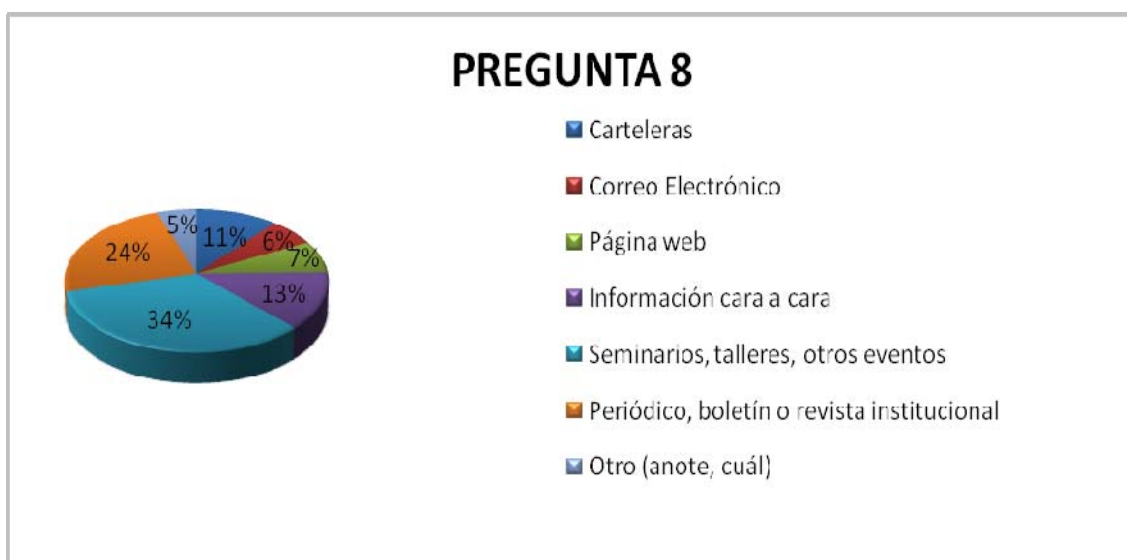 PREGUNTA 8
Carteleras
Correo Electrónico
Página web
Información cara a cara
Seminarios, talleres, otros eventos
Periódico, boletín o revista institucional
Otro (anote, cuál)
5%
11%
6%
7%
24%
13%
34%